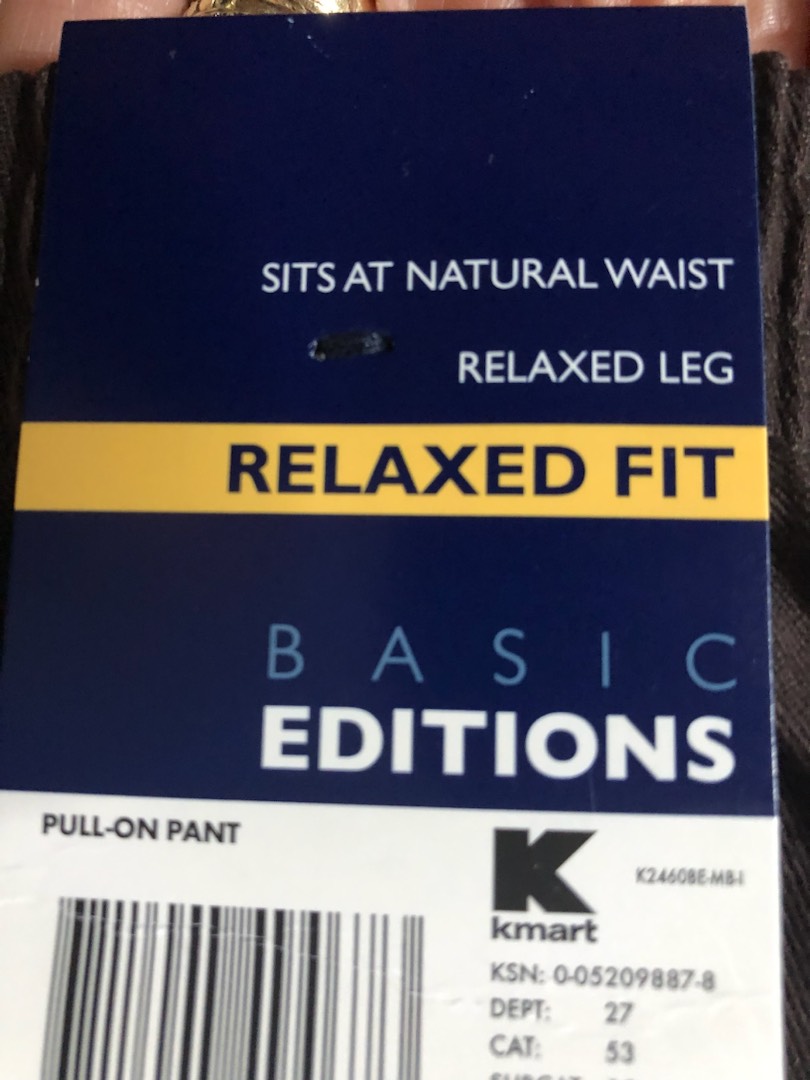 SITS AT NATURAL WAIST
RELAXED LEG
RELAXED FIT
BASIC
EDITIONS
PULL-ON PANT
K
kmart
K2460BE-MB-I
KSN: 0-05209887-8
DEPT: 27
CAT: 53